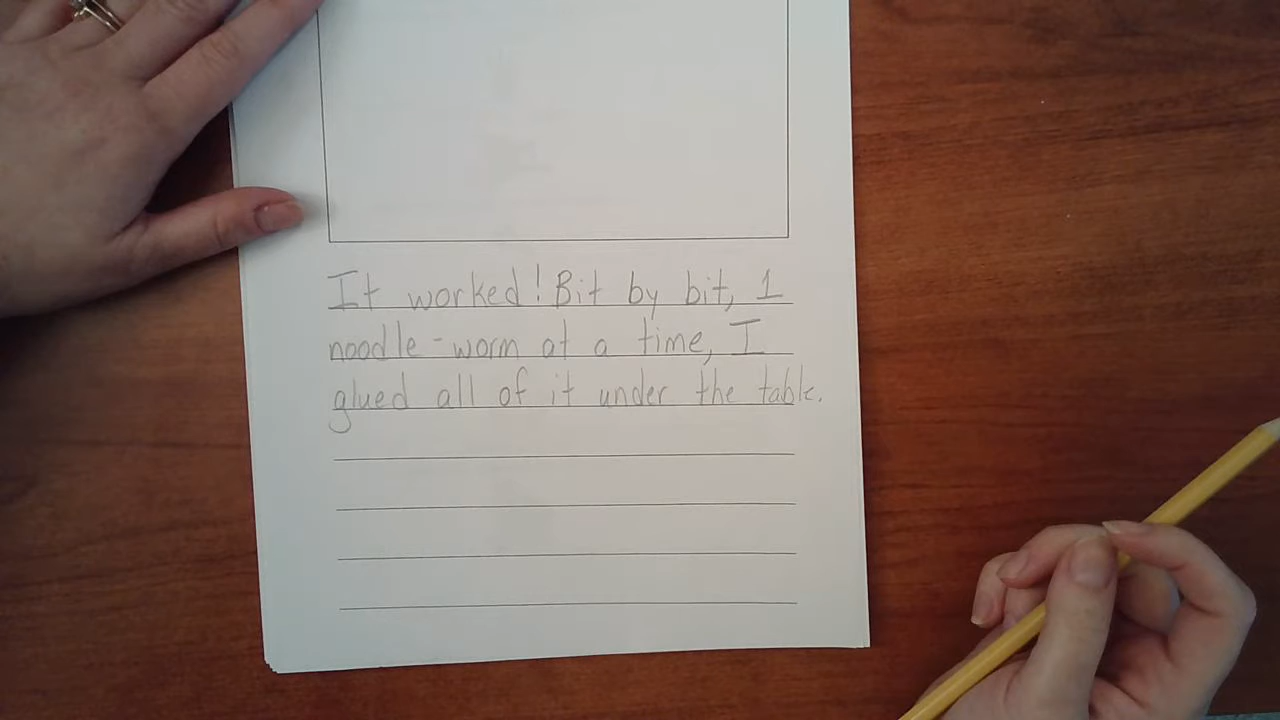 It worked! Bit by bit, 1
noodle-worm at a time, I
glued all of it under the table.